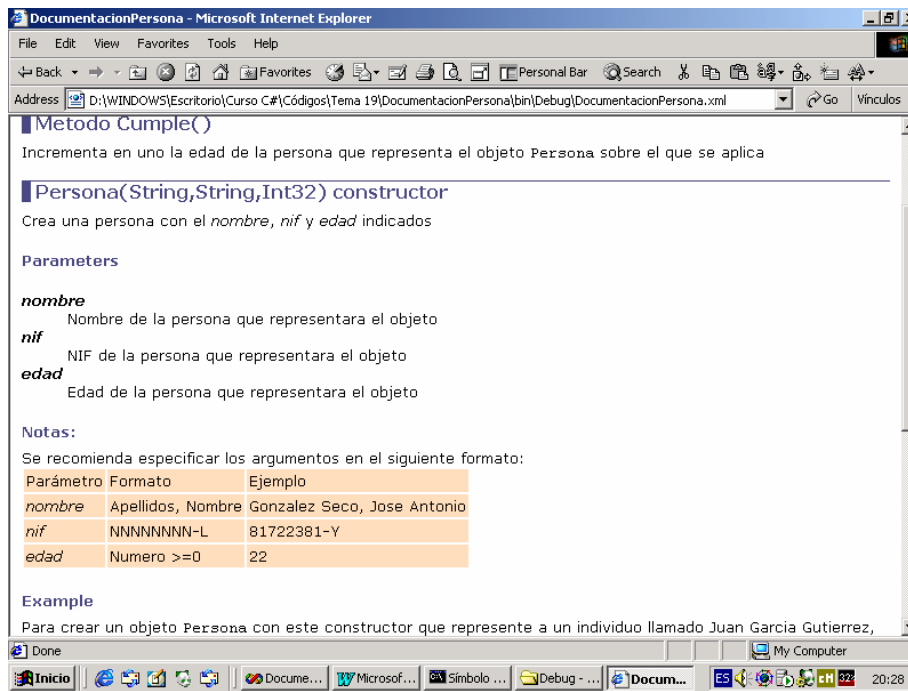 DocumentacionPersona - Microsoft Internet Explorer
File Edit View Favorites Tools Help
Back Favorites Personal Bar Search
Address D:\WINDOWS\Escritorio\Curso C#\Códigos\Tema 19\DocumentacionPersona\bin\Debug\DocumentacionPersona.xml Go Vínculos
Metodo Cumple()
Incrementa en uno la edad de la persona que representa el objeto Persona sobre el que se aplica
Persona(String,String,Int32) constructor
Crea una persona con el nombre, nif y edad indicados
Parameters
nombre
Nombre de la persona que representara el objeto
nif
NIF de la persona que representara el objeto
edad
Edad de la persona que representara el objeto
Notas:
Se recomienda especificar los argumentos en el siguiente formato:
Parámetro Formato Ejemplo
nombre Apellidos, Nombre Gonzalez Seco, Jose Antonio
nif NNNNNNNN-L 81722381-Y
edad Numero >=0 22
Example
Para crear un objeto Persona con este constructor que represente a un individuo llamado Juan Garcia Gutierrez,
Done My Computer
Inicio Docume... Microsof... Símbolo ... Debug - ... Docum... ES 322 20:28